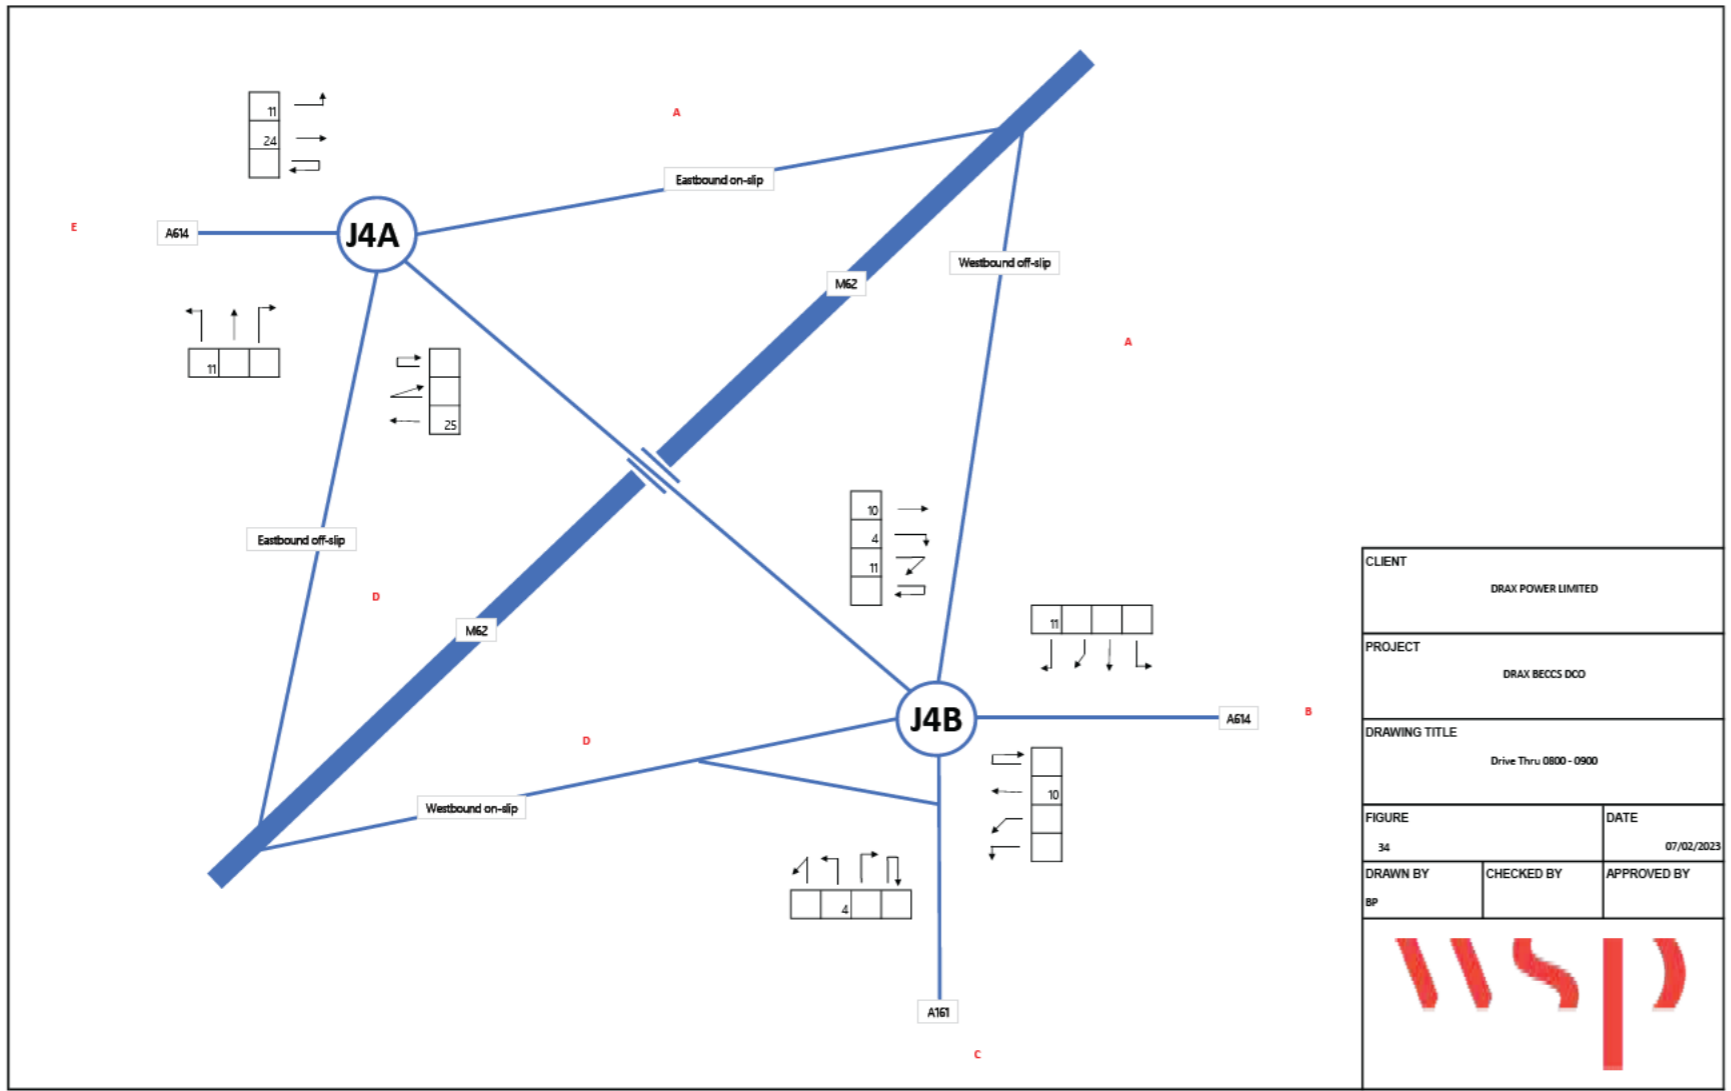 A
11
24
Eastbound on-slip
E
A614
J4A
Westbound off-slip
M62
A
11
25
10
4
11
Eastbound off-slip
D
M62
11
J4B
A614
B
D
Westbound on-slip
10
4
A161
C
CLIENT
DRAX POWER LIMITED
PROJECT
DRAX BECCS DCO
DRAWING TITLE
Drive Thru 0800 - 0900
FIGURE
DATE
34
07/02/2023
DRAWN BY
CHECKED BY
APPROVED BY
BP
wsp